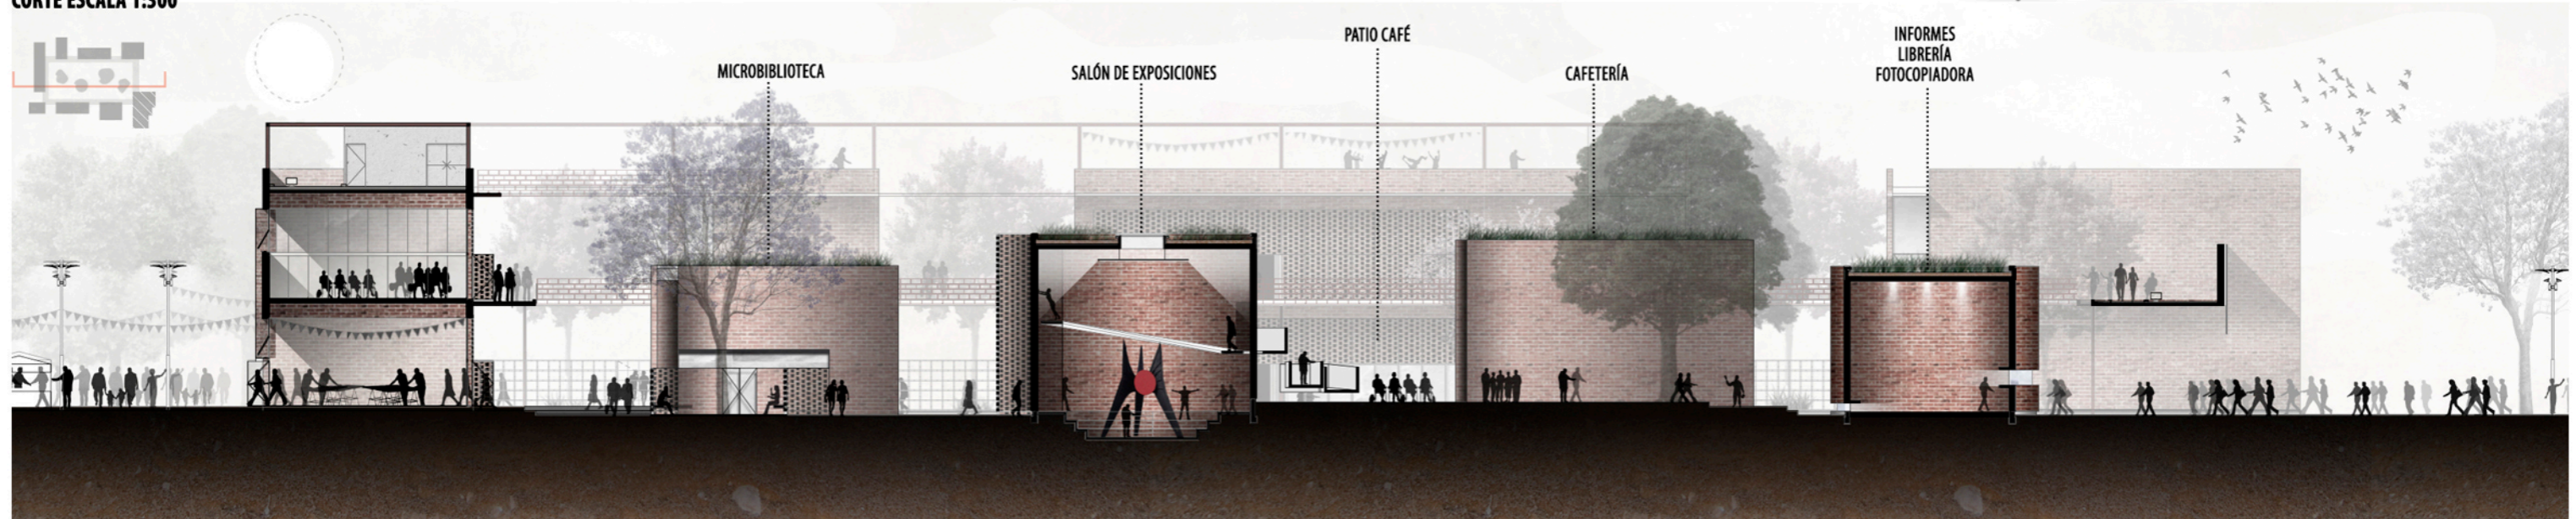 CORTE ESCALA 1:500
PATIO CAFÉ
INFORMES
LIBRERÍA
FOTOCOPIADORA
MICROBIBLIOTECA
SALÓN DE EXPOSICIONES
CAFETERÍA